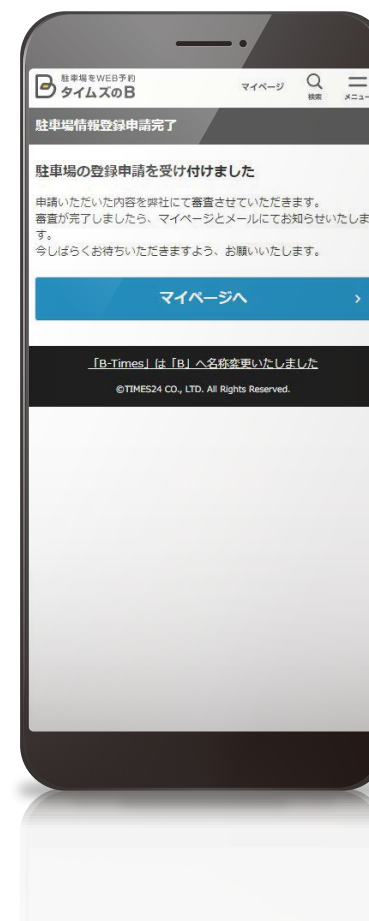 駐車場をWEB予約
タイムズのB
マイページ
検索
メニュー
駐車場情報登録申請完了
駐車場の登録申請を受け付けました
申請いただいた内容を弊社にて審査させていただきます。
審査が完了しましたら、マイページとメールにてお知らせいたしま
す。
今しばらくお待ちいただきますよう、お願いいたします。
マイページへ
「B-Times」は「B」へ名称変更いたしました
©TIMES24 CO., LTD. All Rights Reserved.